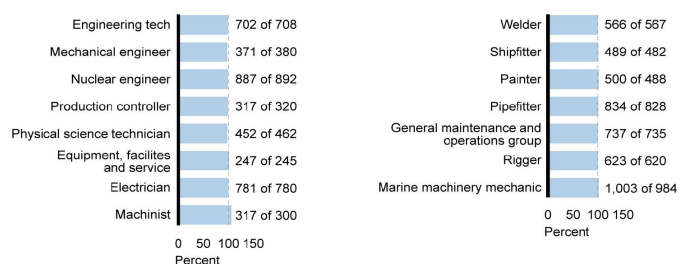 Engineering tech 702 of 708
Mechanical engineer 371 of 380
Nuclear engineer 887 of 892
Production controller 317 of 320
Physical science technician 452 of 462
Equipment, facilites
and service 247 of 245
Electrician 781 of 780
Machinist 317 of 300
0 50 100 150
Percent
Welder 566 of 567
Shipfitter 489 of 482
Painter 500 of 488
Pipefitter 834 of 828
General maintenance and
operations group 737 of 735
Rigger 623 of 620
Marine machinery mechanic 1,003 of 984
0 50 100 150
Percent